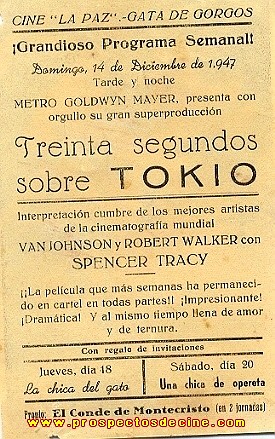 CINE "LA PAZ".-GATA DE GORGOS
¡Grandioso Programa Semanal!
Domingo, 14 de Diciembre de 1.947
Tarde y noche
METRO GOLDWYN MAYER, presenta con
orgullo su gran superproducción
Treinta segundos
sobre TOKIO
Interpretación cumbre de los mejores artistas
de la cinematografía mundial
VAN JOHNSON y ROBERT WALKER con
SPENCER TRACY
¡¡La película que más semanas ha permaneci-
do en cartel en todas partes!! ¡Impresionante!
¡Dramática! Y al mismo tiempo llena de amor
y de ternura.
Con regalo de invitaciones
Jueves, día 18
La chica del gato
Sábado, día 20
Una chica de opereta
Pronto: El Conde de Montecristo (en 2 jornadas)
www.prospectosdecine.com